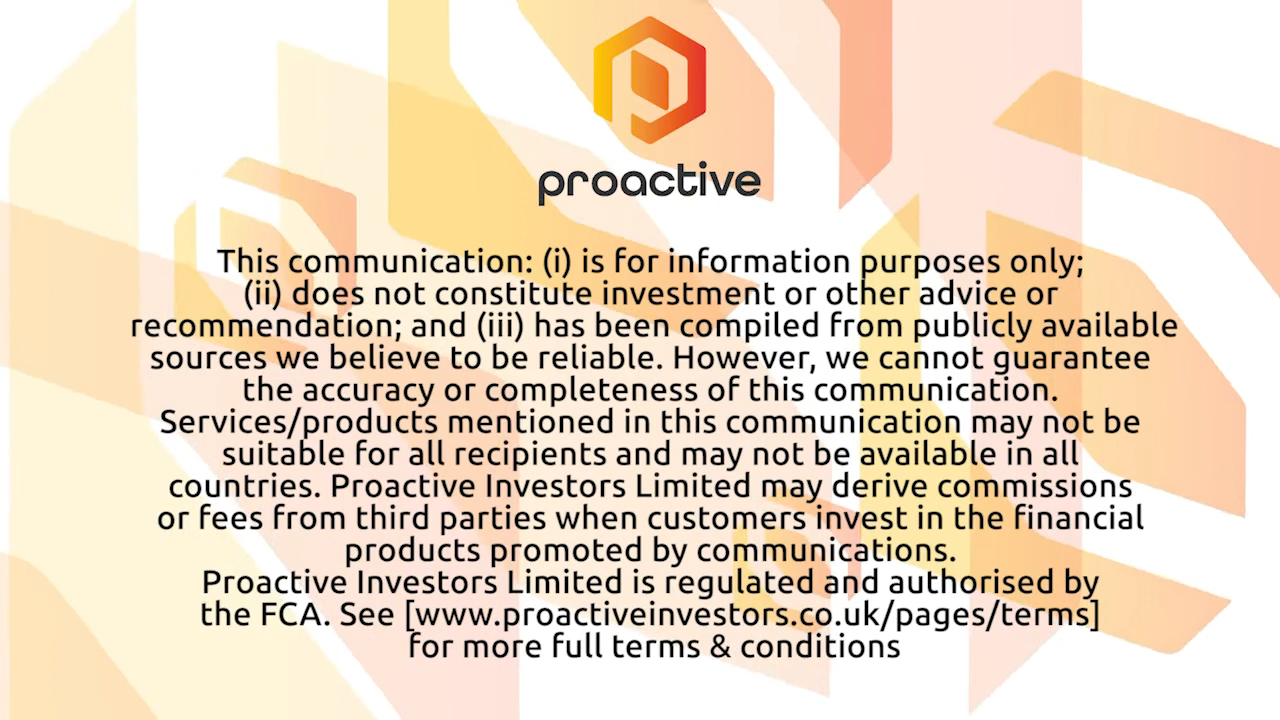 proactive
This communication: (i) is for information purposes only;
(ii) does not constitute investment or other advice or
recommendation; and (iii) has been compiled from publicly available
sources we believe to be reliable. However, we cannot guarantee
the accuracy or completeness of this communication.
Services/products mentioned in this communication may not be
suitable for all recipients and may not be available in all
countries. Proactive Investors Limited may derive commissions
or fees from third parties when customers invest in the financial
products promoted by communications.
Proactive Investors Limited is regulated and authorised by
the FCA. See [www.proactiveinvestors.co.uk/pages/terms]
for more full terms & conditions